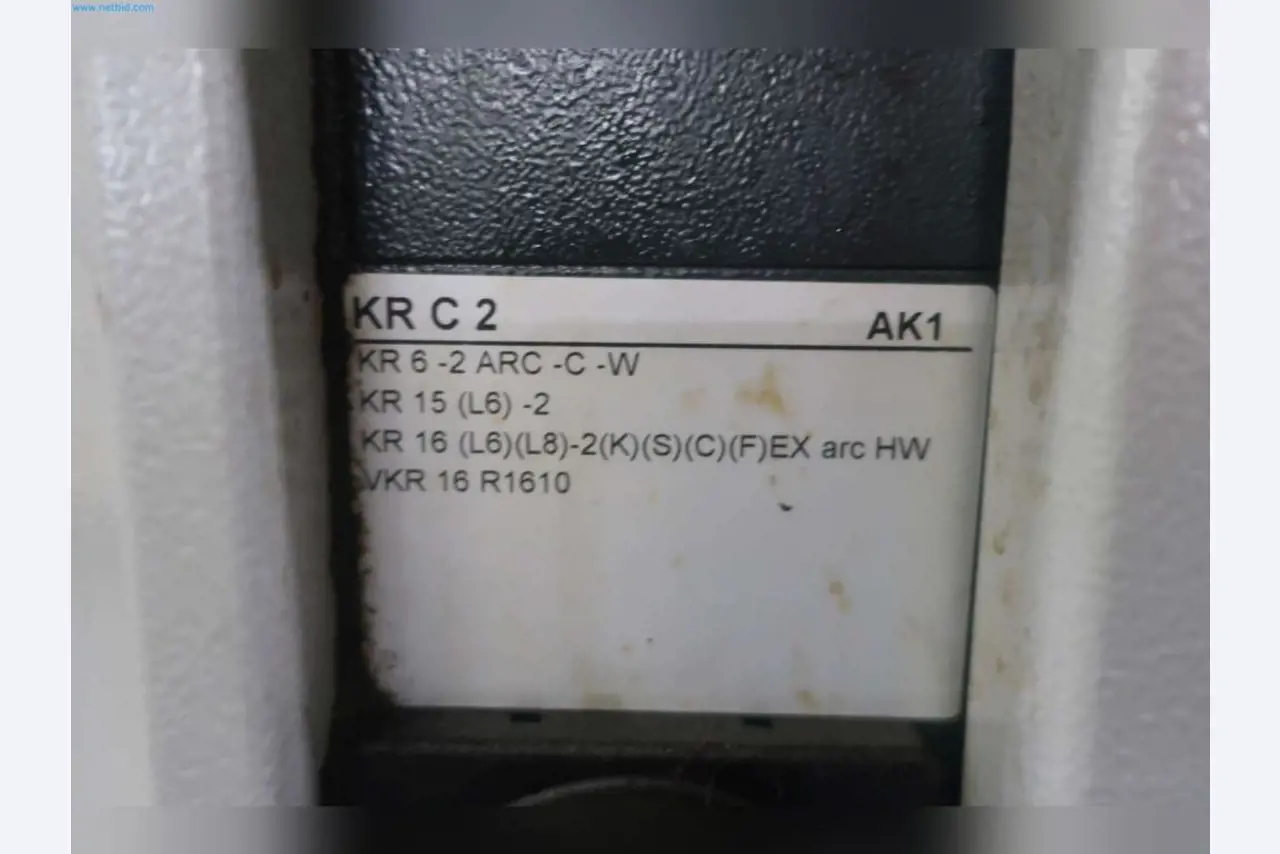 www.netbid.com
KR C 2 AK1
KR 6 -2 ARC -C -W
KR 15 (L6) -2
KR 16 (L6)(L8)-2(K)(S)(C)(F)EX arc HW
VKR 16 R1610